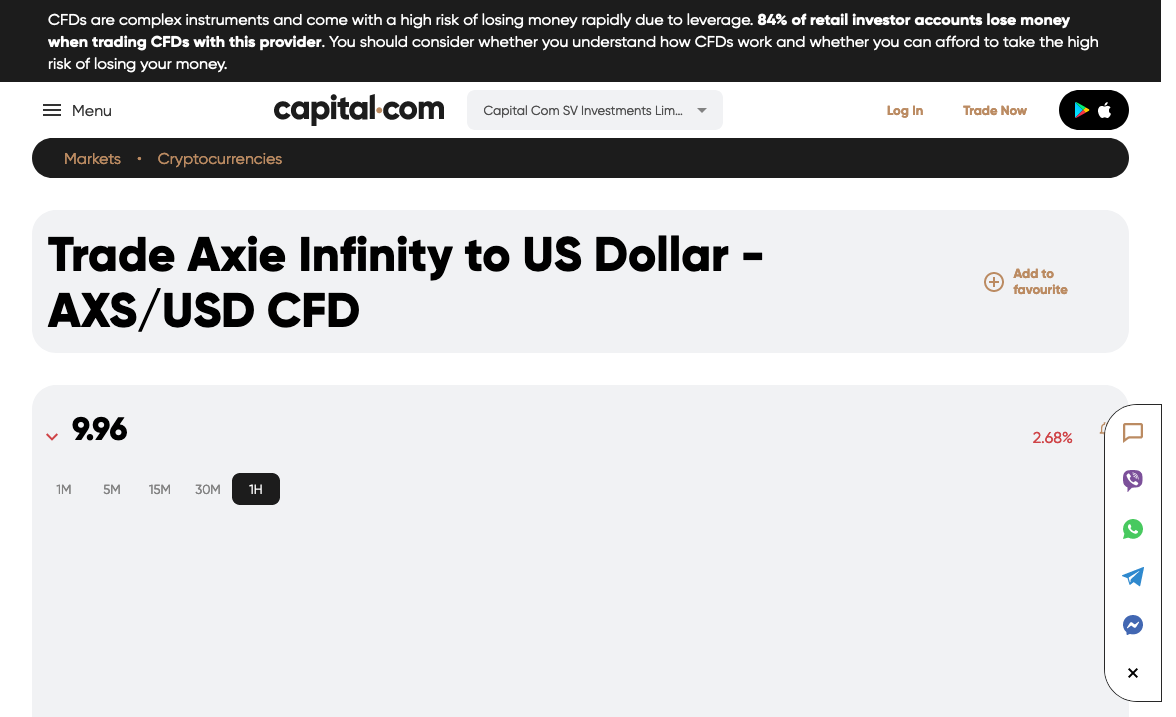 CFDs are complex instruments and come with a high risk of losing money rapidly due to leverage. 84% of retail investor accounts lose money
when trading CFDs with this provider. You should consider whether you understand how CFDs work and whether you can afford to take the high
risk of losing your money.
Menu
capital.com
Capital Com SV Investments Lim...
Log In
Trade Now
Markets
Cryptocurrencies
Trade Axie Infinity to US Dollar -
AXS/USD CFD
Add to
favourite
9.96
2.68%
1M 5M 15M 30M 1H